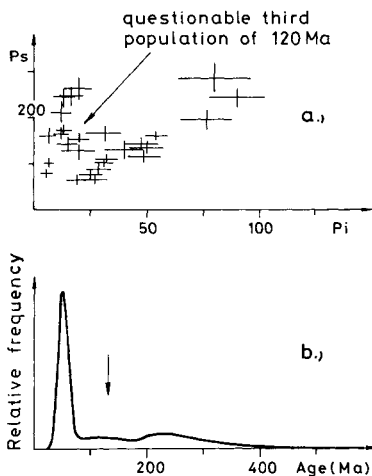 questionable third
population of 120 Ma
Ps
200
a.,
50
100
Pi
Relative frequency
b.,
200
400
Age (Ma)